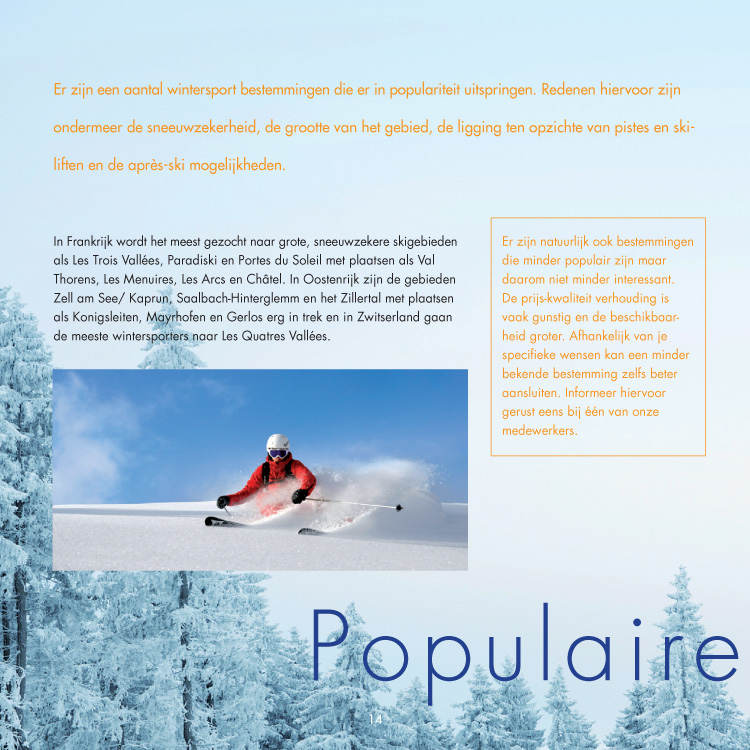 Er zijn een aantal wintersport bestemmingen die er in populariteit uitspringen. Redenen hiervoor zijn
ondermeer de sneeuwzekerheid, de grootte van het gebied, de ligging ten opzichte van pistes en ski-
liften en de après-ski mogelijkheden.
In Frankrijk wordt het meest gezocht naar grote, sneeuwzekere skigebieden
als Les Trois Vallées, Paradiski en Portes du Soleil met plaatsen als Val
Thorens, Les Menuires, Les Arcs en Châtel. In Oostenrijk zijn de gebieden
Zell am See/ Kaprun, Saalbach-Hinterglemm en het Zillertal met plaatsen
als Konigsleiten, Mayrhofen en Gerlos erg in trek en in Zwitserland gaan
de meeste wintersporters naar Les Quatres Vallées.
Er zijn natuurlijk ook bestemmingen
die minder populair zijn maar
daarom niet minder interessant.
De prijs-kwaliteit verhouding is
vaak gunstig en de beschikbaar-
heid groter. Afhankelijk van je
specifieke wensen kan een minder
bekende bestemming zelfs beter
aansluiten. Informeer hiervoor
gerust eens bij één van onze
medewerkers.
Populaire
14